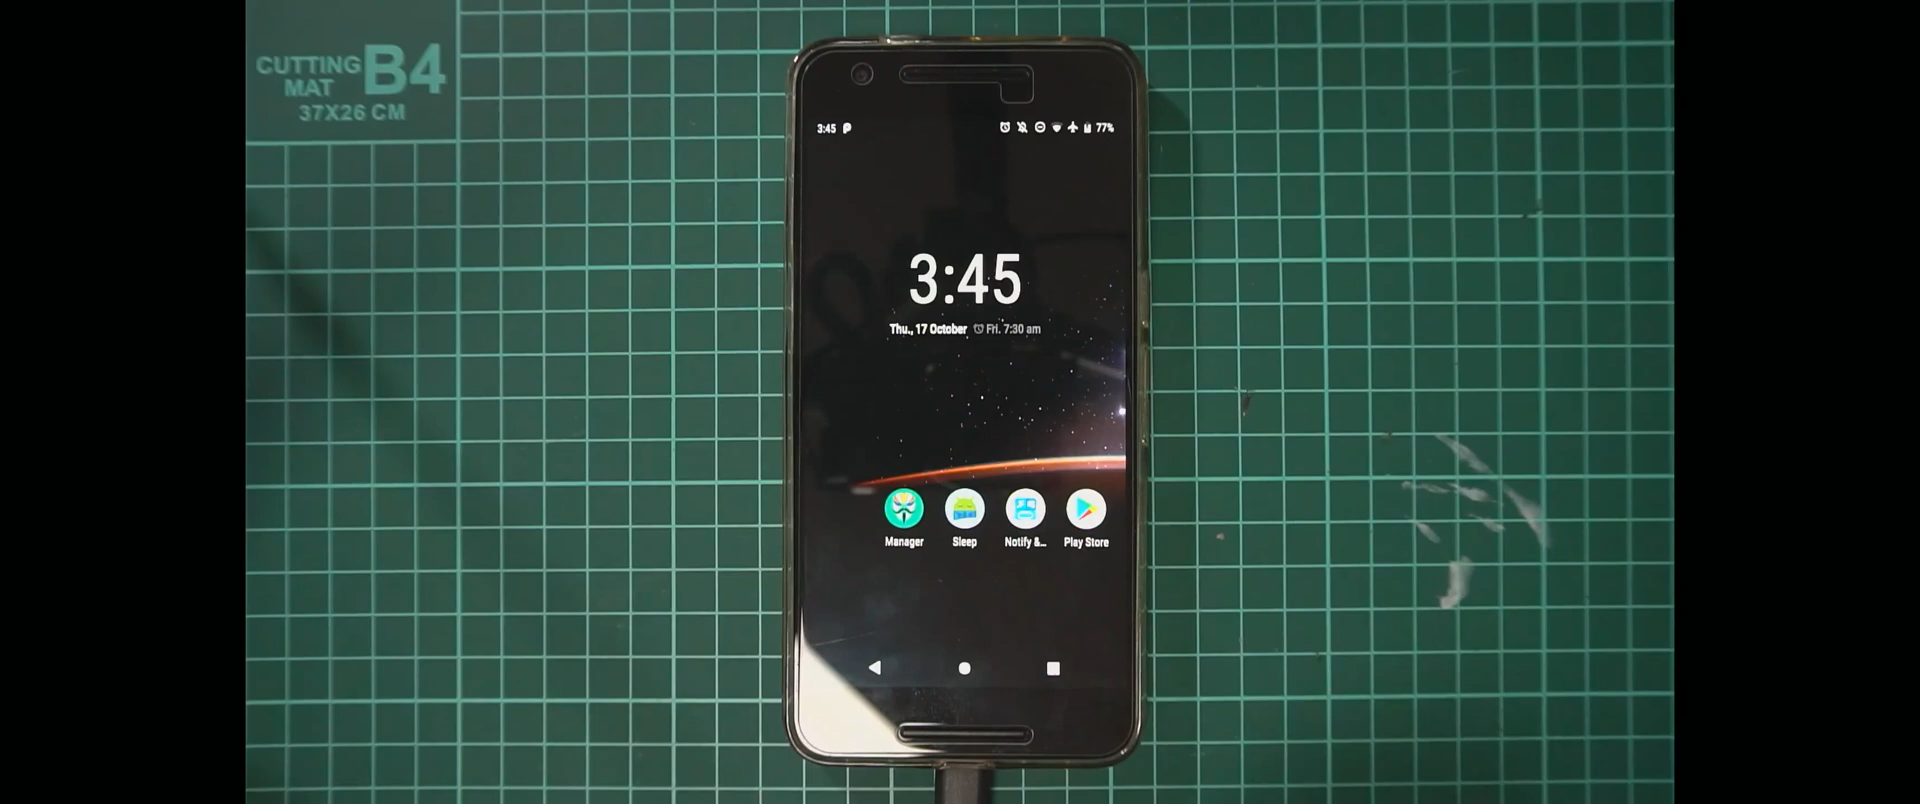 CUTTING
MAT
B4
37X26 CM
3:45
77%
3:45
Thu., 17 October Fri. 7:30 am
Manager Sleep Notify &... Play Store